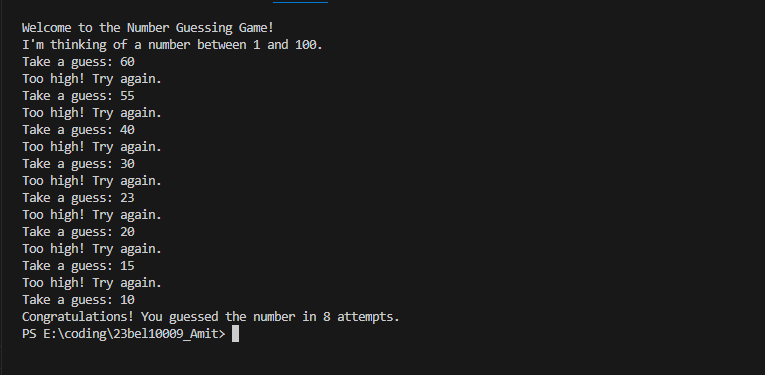 Welcome to the Number Guessing Game!
I'm thinking of a number between 1 and 100.
Take a guess: 60
Too high! Try again.
Take a guess: 55
Too high! Try again.
Take a guess: 40
Too high! Try again.
Take a guess: 30
Too high! Try again.
Take a guess: 23
Too high! Try again.
Take a guess: 20
Too high! Try again.
Take a guess: 15
Too high! Try again.
Take a guess: 10
Congratulations! You guessed the number in 8 attempts.
PS E:\coding\23bel10009_Amit>